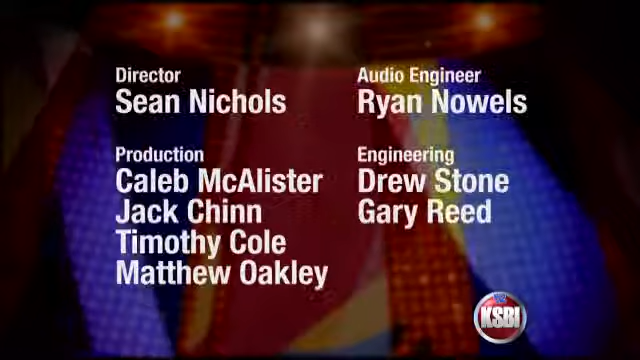 Director
Sean Nichols
Production
Caleb McAlister
Jack Chinn
Timothy Cole
Matthew Oakley
Audio Engineer
Ryan Nowels
Engineering
Drew Stone
Gary Reed
KSBI